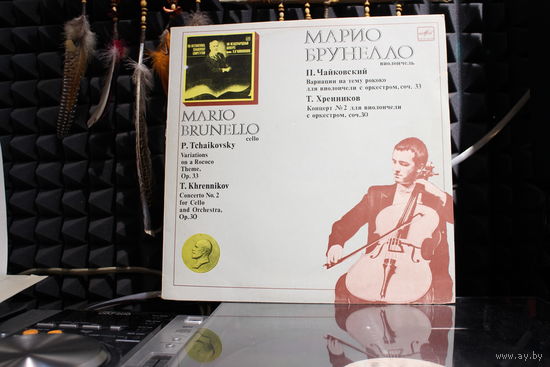 МАРИО
БРУНЕЛЛО
виолончель
П. Чайковский
Вариации на тему рококо
для виолончели с оркестром, соч. 33
Т. Хренников
Концерт № 2 для виолончели
с оркестром, соч. 30
MARIO
BRUNELLO
cello
P. Tchaikovsky
Variations
on a Rococo
Theme,
Op. 33
T. Khrennikov
Concerto No. 2
for Cello
and Orchestra,
Op. 30
www.ay.by